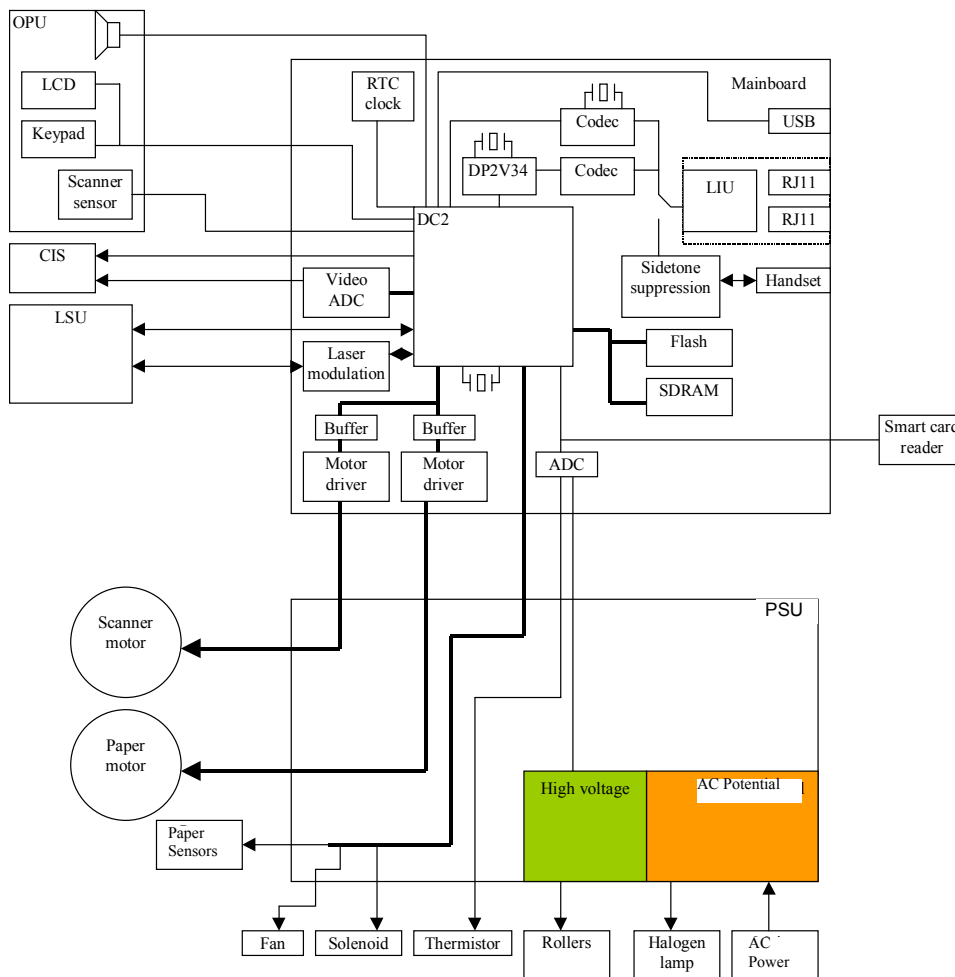 OPU
LCD
Keypad
Scanner
sensor
CIS
LSU
Mainboard
RTC
clock
Codec
USB
DP2V34
Codec
LIU
RJ11
RJ11
DC2
Video
ADC
Sidetone
suppression
Handset
Laser
modulation
Flash
SDRAM
Buffer
Buffer
Motor
driver
Motor
driver
ADC
Smart card
reader
PSU
Scanner
motor
Paper
motor
High voltage
AC Potential
Paper
Sensors
Fan
Solenoid
Thermistor
Rollers
Halogen
lamp
AC
Power